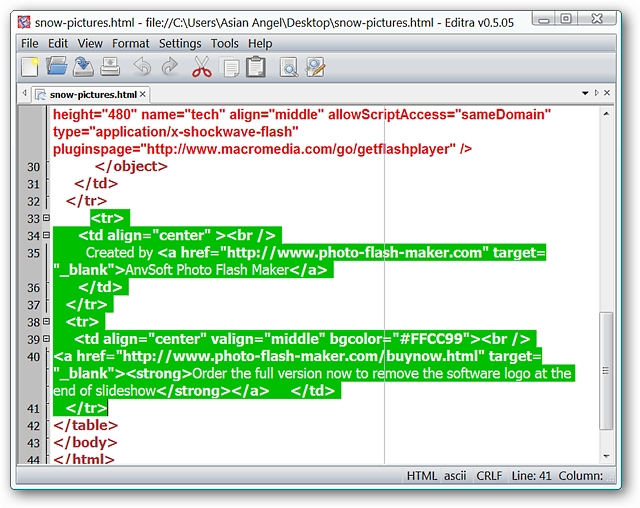 snow-pictures.html - file://C:\Users\Asian Angel\Desktop\snow-pictures.html - Editra v0.5.05
File Edit View Format Settings Tools Help
snow-pictures.html
height="480" name="tech" align="middle" allowScriptAccess="sameDomain"
type="application/x-shockwave-flash"
pluginspage="http://www.macromedia.com/go/getflashplayer" />
30 </object>
31 </td>
32 </tr>
33 <tr>
34 <td align="center" ><br />
35 Created by <a href="http://www.photo-flash-maker.com" target=
"_blank">AnvSoft Photo Flash Maker</a>
36 </td>
37 </tr>
38 <tr>
39 <td align="center" valign="middle" bgcolor="#FFCC99"><br />
40 <a href="http://www.photo-flash-maker.com/buynow.html" target=
"_blank"><strong>Order the full version now to remove the software logo at the
end of slideshow</strong></a> </td>
41 </tr>
42 </table>
43 </body>
44 </html>
HTML ascii CRLF Line: 41 Column: